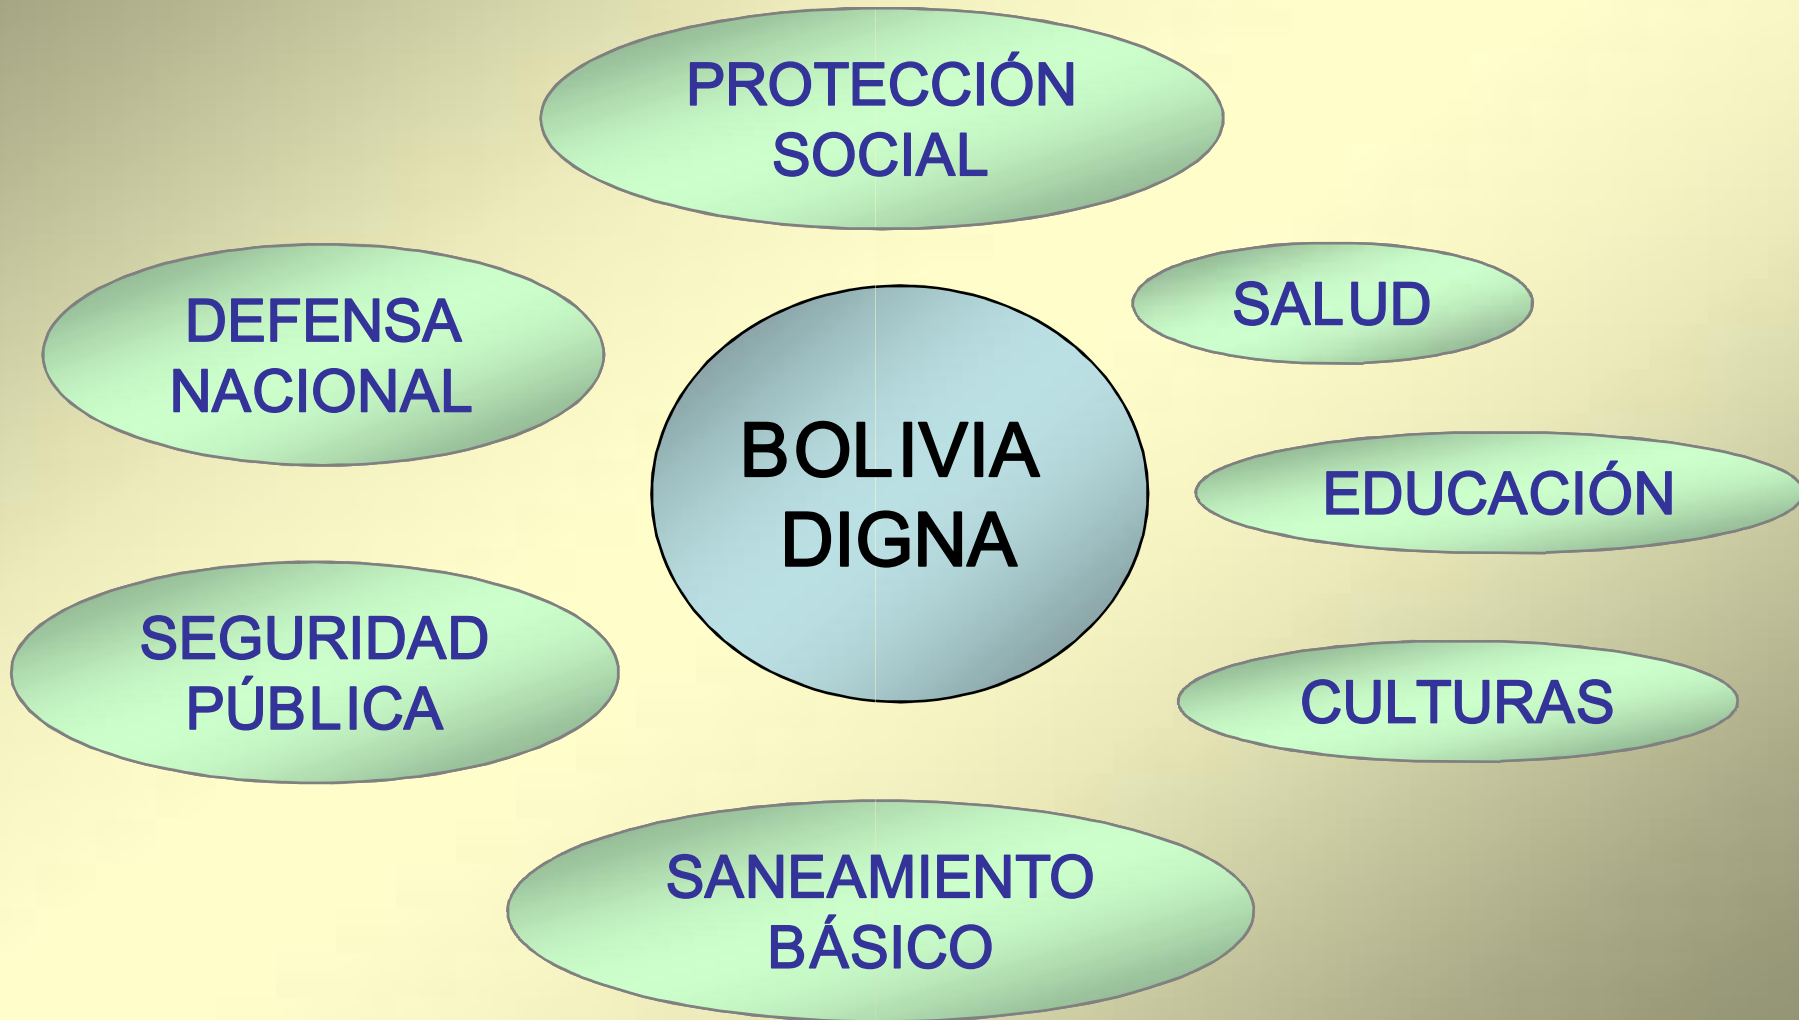 PROTECCIÓN
SOCIAL
SALUD
DEFENSA
NACIONAL
BOLIVIA
DIGNA
EDUCACIÓN
SEGURIDAD
PÚBLICA
CULTURAS
SANEAMIENTO
BÁSICO